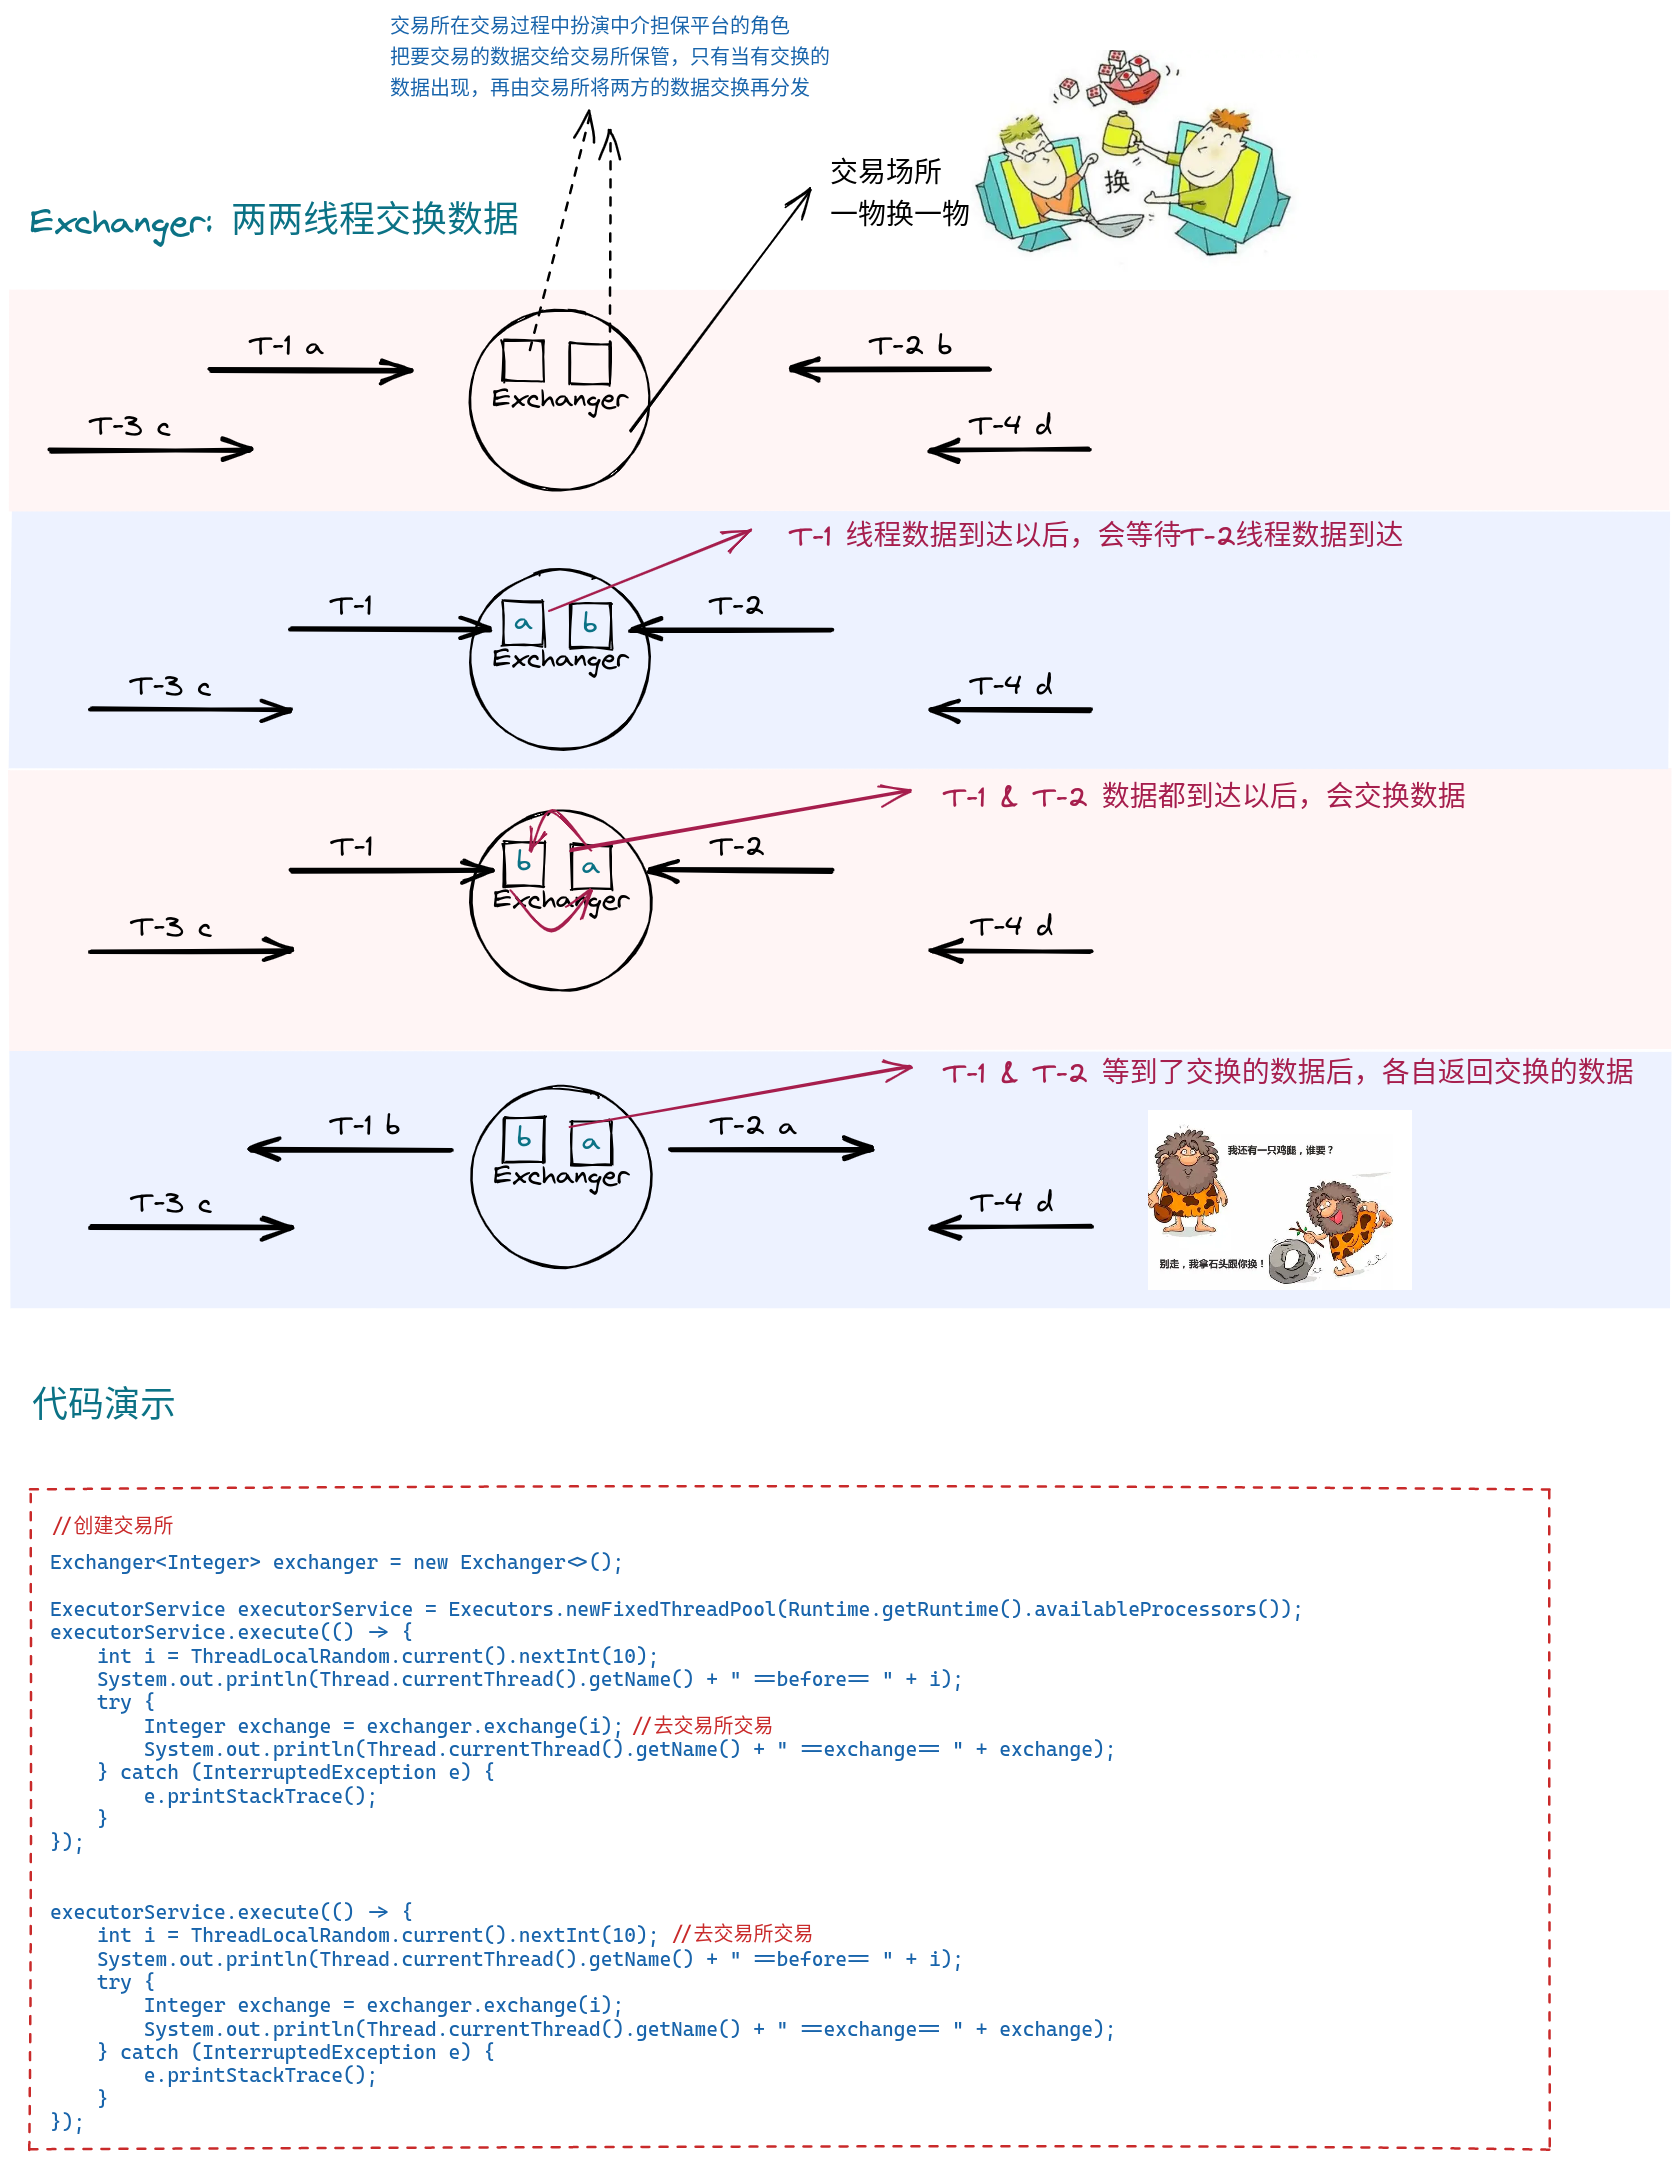 交易所在交易过程中扮演中介担保平台的角色
把要交易的数据交给交易所保管，只有当有交换的
数据出现，再由交易所将两方的数据交换再分发
交易场所
一物换一物
换
Exchanger: 两两线程交换数据
T-1 a
T-2 b
Exchanger
T-3 c
T-4 d
T-1 线程数据到达以后，会等待T-2线程数据到达
T-1
a
b
T-2
Exchanger
T-3 c
T-4 d
T-1 & T-2 数据都到达以后，会交换数据
T-1
b
a
T-2
Exchanger
T-3 c
T-4 d
T-1 & T-2 等到了交换的数据后，各自返回交换的数据
T-1 b
b
a
T-2 a
Exchanger
T-3 c
T-4 d
我还有一只鸡腿，谁要？
别走，我拿石头跟你换！
代码演示
//创建交易所
Exchanger<Integer> exchanger = new Exchanger<>();
ExecutorService executorService = Executors.newFixedThreadPool(Runtime.getRuntime().availableProcessors());
executorService.execute(() -> {
    int i = ThreadLocalRandom.current().nextInt(10);
    System.out.println(Thread.currentThread().getName() + " ==before== " + i);
    try {
        Integer exchange = exchanger.exchange(i); //去交易所交易
        System.out.println(Thread.currentThread().getName() + " ==exchange== " + exchange);
    } catch (InterruptedException e) {
        e.printStackTrace();
    }
});
executorService.execute(() -> {
    int i = ThreadLocalRandom.current().nextInt(10); //去交易所交易
    System.out.println(Thread.currentThread().getName() + " ==before== " + i);
    try {
        Integer exchange = exchanger.exchange(i);
        System.out.println(Thread.currentThread().getName() + " ==exchange== " + exchange);
    } catch (InterruptedException e) {
        e.printStackTrace();
    }
});